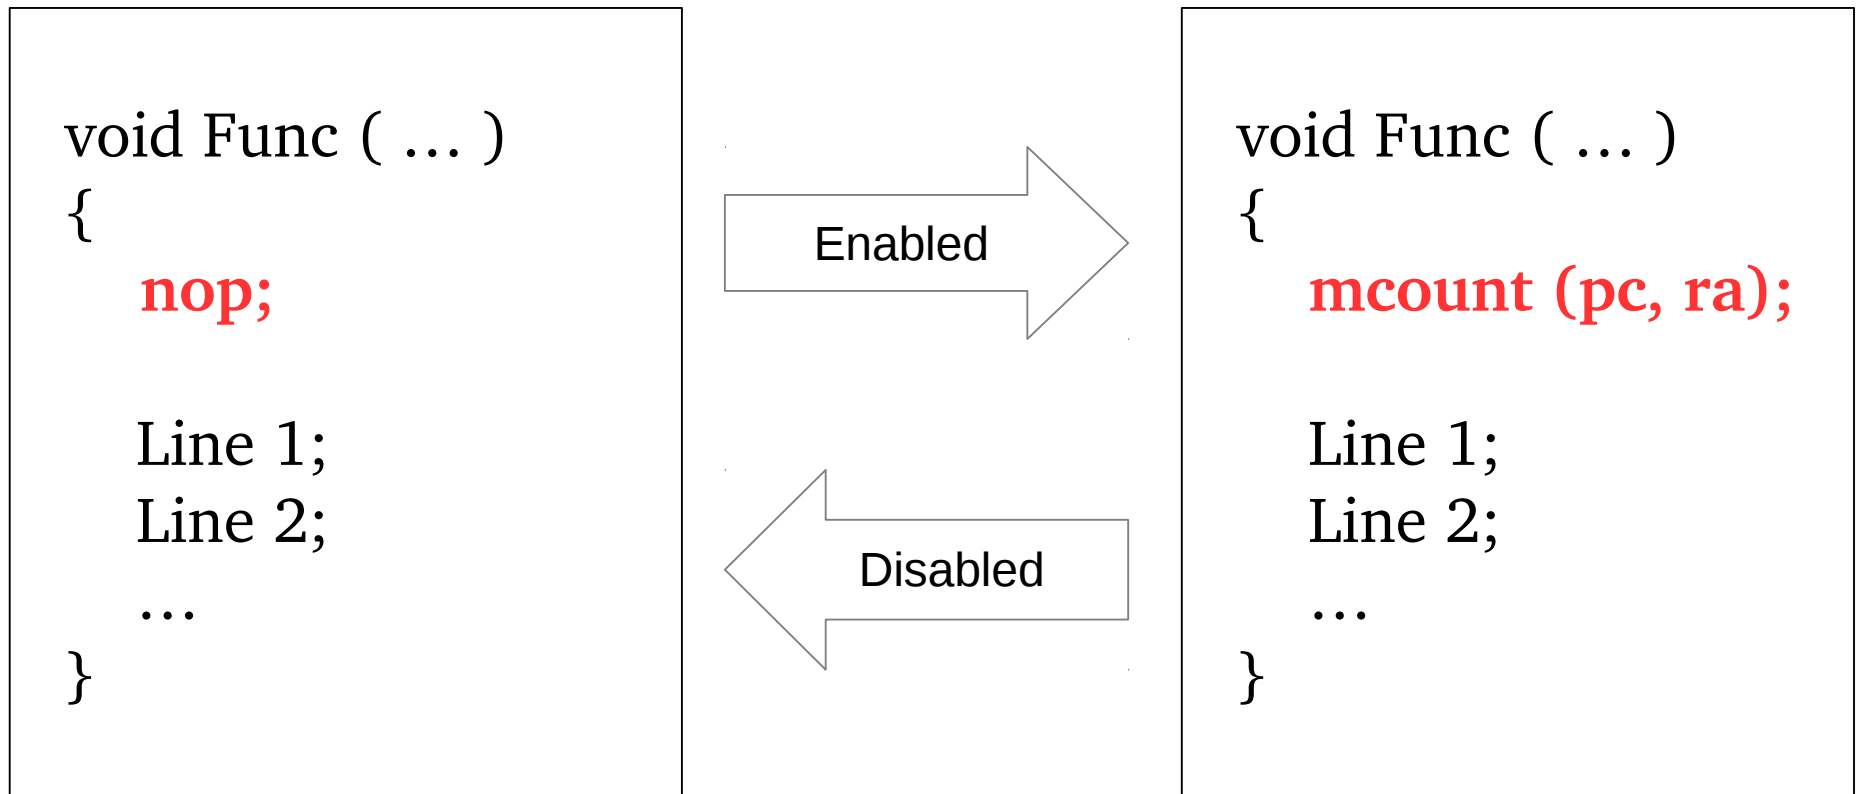 void Func ( … )
{
nop;
Line 1;
Line 2;
…
}
Enabled
Disabled
void Func ( … )
{
mcount (pc, ra);
Line 1;
Line 2;
…
}